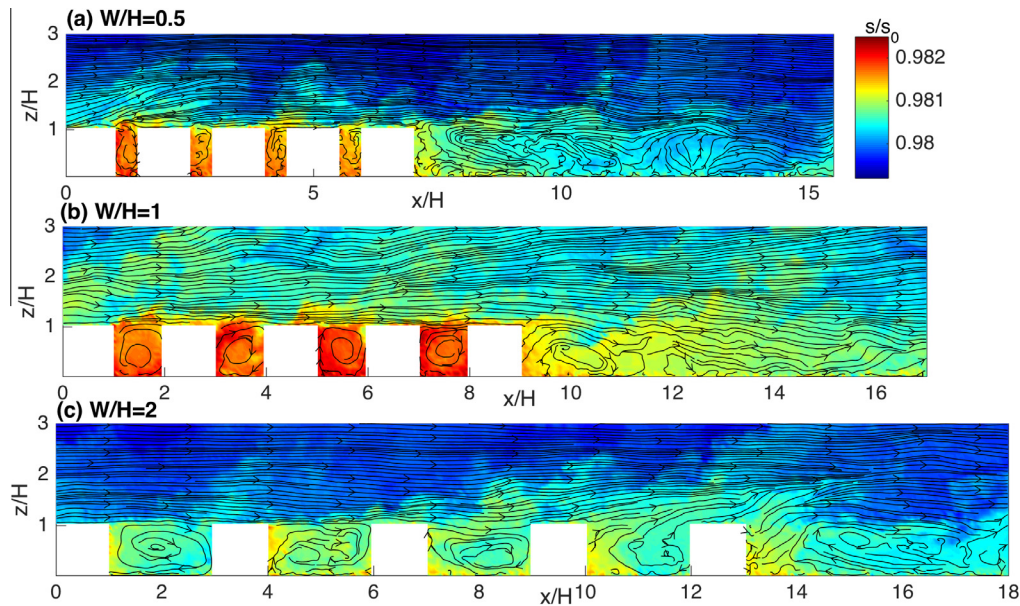 (a) W/H=0.5
s/s0
3
2
1
z/H
0.982
0.981
0.98
0 5 10 15
x/H
(b) W/H=1
3
2
1
z/H
0 2 4 6 8 10 12 14 16
x/H
(c) W/H=2
3
2
1
z/H
0 2 4 6 8 10 12 14 16 18
x/H